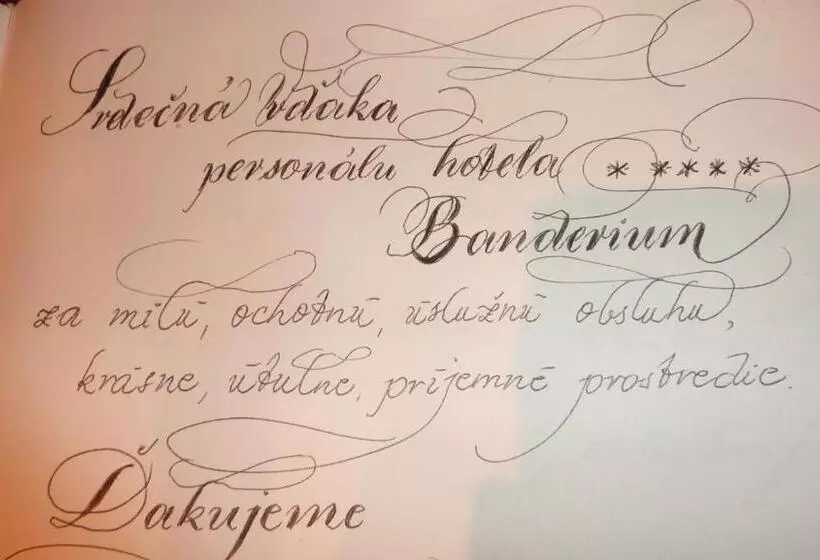 Srdečná vďaka
personálu hotela * ****
Banderium
za milú, ochotnú, úslužnú obsluhu,
krásne, útulné, príjemné prostredie.
Ďakujeme